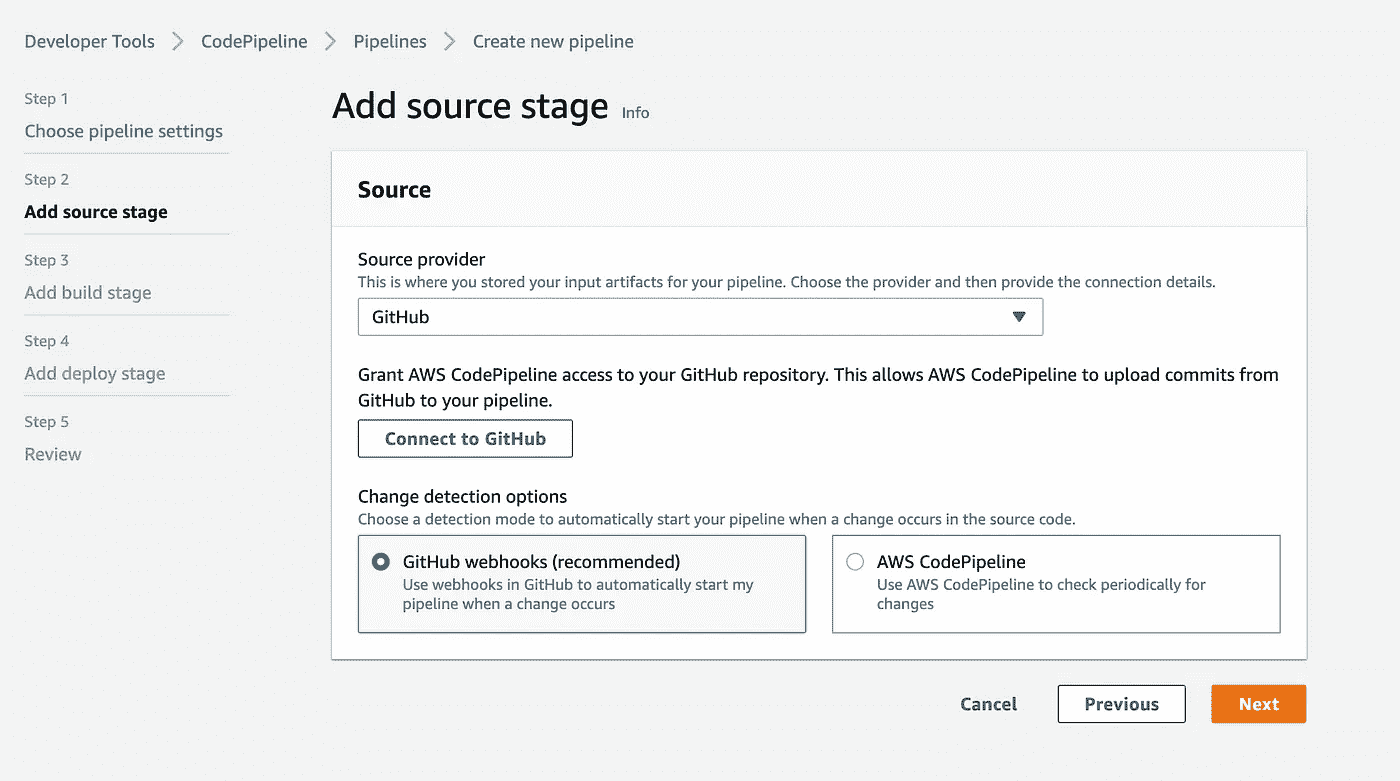 Developer Tools > CodePipeline > Pipelines > Create new pipeline
Step 1
Choose pipeline settings
Step 2
Add source stage
Step 3
Add build stage
Step 4
Add deploy stage
Step 5
Review
Add source stage Info
Source
Source provider
This is where you stored your input artifacts for your pipeline. Choose the provider and then provide the connection details.
GitHub
Grant AWS CodePipeline access to your GitHub repository. This allows AWS CodePipeline to upload commits from
GitHub to your pipeline.
Connect to GitHub
Change detection options
Choose a detection mode to automatically start your pipeline when a change occurs in the source code.
GitHub webhooks (recommended)
Use webhooks in GitHub to automatically start my
pipeline when a change occurs
AWS CodePipeline
Use AWS CodePipeline to check periodically for
changes
Cancel Previous Next